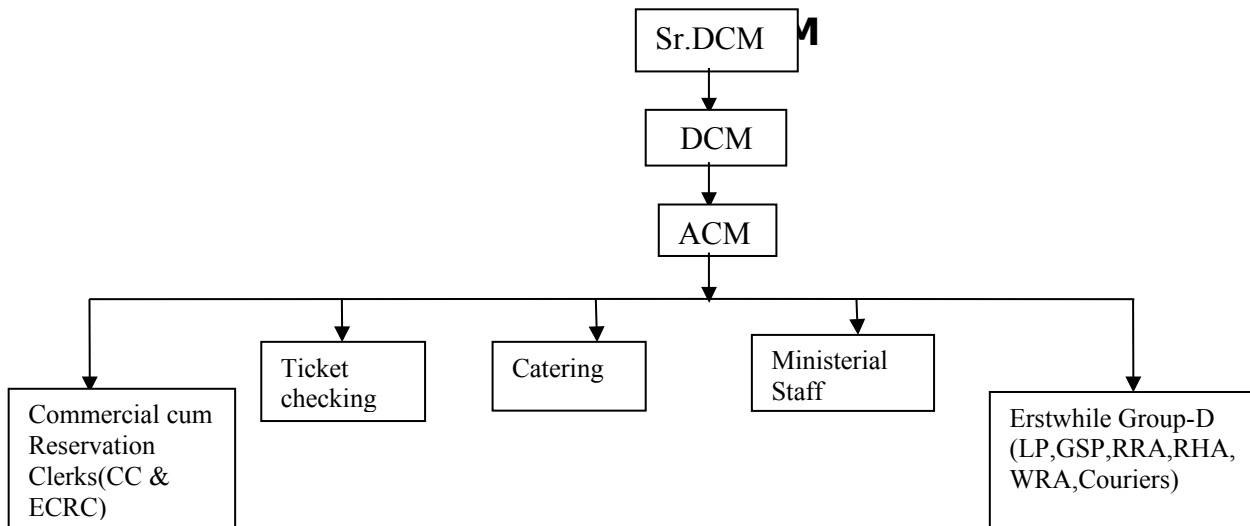 Sr.DCM M
DCM
ACM
Ticket
checking
Catering
Ministerial
Staff
Commercial cum
Reservation
Clerks(CC &
ECRC)
Erstwhile Group-D
(LP,GSP,RRA,RHA,
WRA,Couriers)